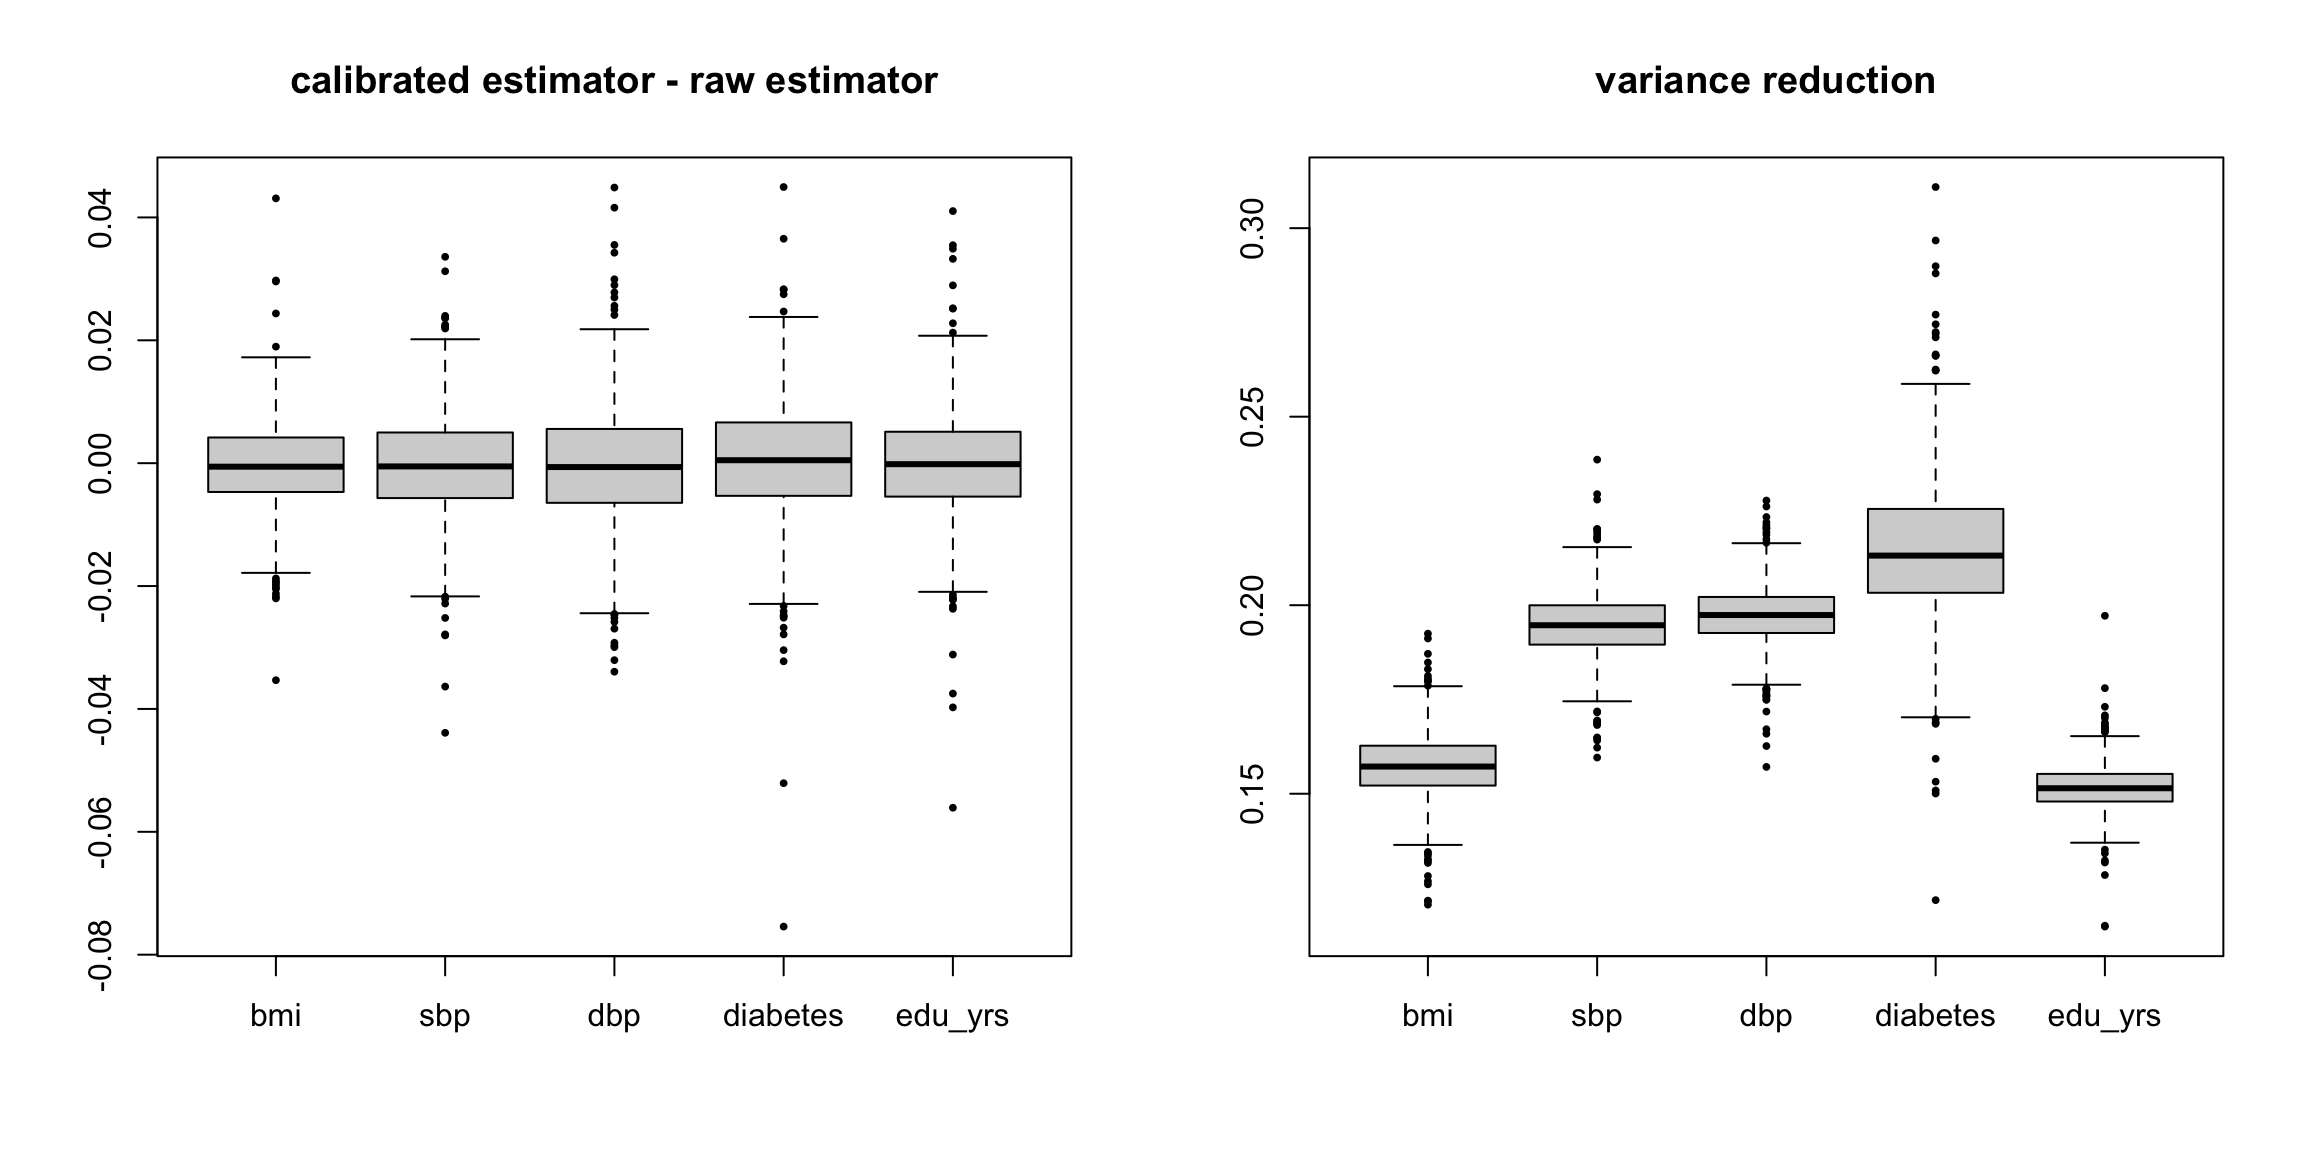 calibrated estimator - raw estimator
0.04
0.02
0.00
-0.02
-0.04
-0.06
-0.08
bmi sbp dbp diabetes edu_yrs
variance reduction
0.30
0.25
0.20
0.15
bmi sbp dbp diabetes edu_yrs